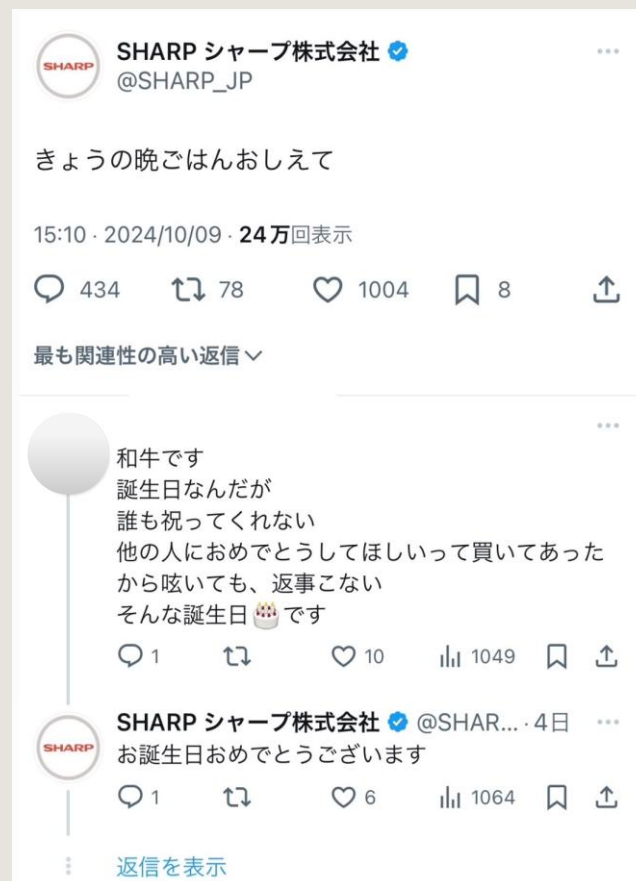 SHARP
SHARP シャープ株式会社
@SHARP_JP
きょうの晩ごはんおしえて
15:10 · 2024/10/09 · 24万回表示
434 78 1004 8
最も関連性の高い返信
和牛です
誕生日なんだが
誰も祝ってくれない
他の人におめでとうしてほしいって買いてあった
から呟いても、返事こない
そんな誕生日🎂です
1 10 1049
SHARP
SHARP シャープ株式会社 @SHAR... · 4日
お誕生日おめでとうございます
1 6 1064
返信を表示